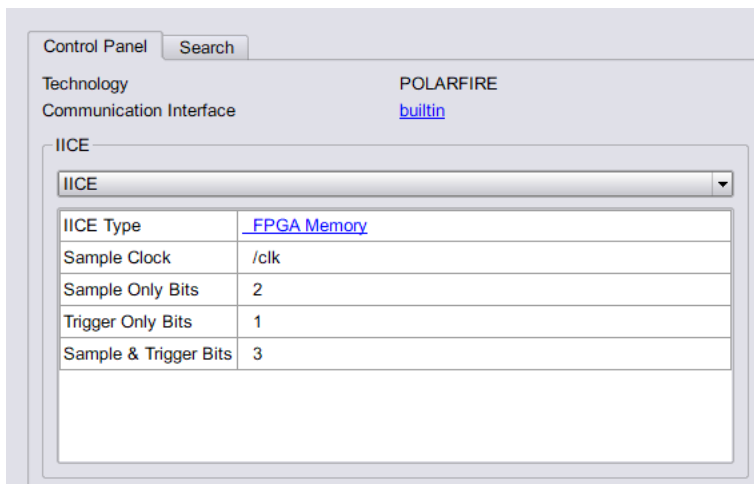 Control Panel Search
Technology POLARFIRE
Communication Interface builtin
IICE
IICE
IICE Type FPGA Memory
Sample Clock /clk
Sample Only Bits 2
Trigger Only Bits 1
Sample & Trigger Bits 3